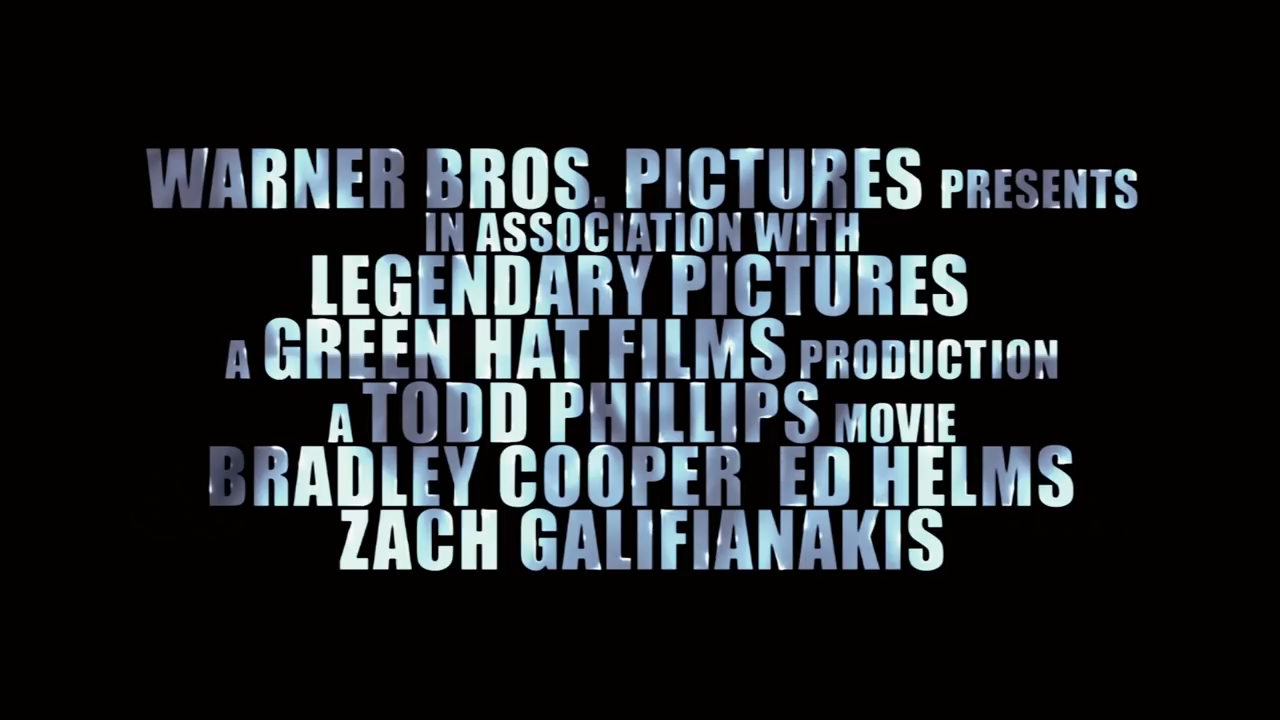 WARNER BROS. PICTURES PRESENTS
IN ASSOCIATION WITH
LEGENDARY PICTURES
A GREEN HAT FILMS PRODUCTION
A TODD PHILLIPS MOVIE
BRADLEY COOPER ED HELMS
ZACH GALIFIANAKIS